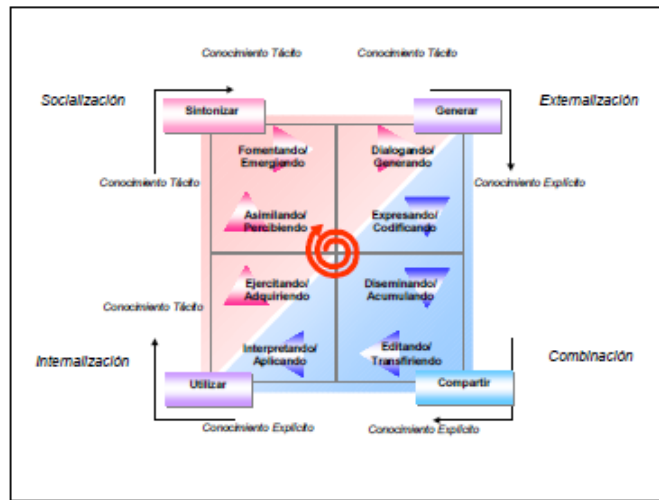 Conocimiento Tácito
Conocimiento Tácito
Socialización
Externalización
Sintonizar
Generar
Fomentando/
Emergiendo
Dialogando/
Generando
Conocimiento Tácito
Conocimiento Explícito
Asimilando/
Percibiendo
Expresando/
Codificando
Ejercitando/
Adquiriendo
Diseminando/
Acumulando
Conocimiento Tácito
Interpretando/
Aplicando
Editando/
Transfiriendo
Internalización
Combinación
Utilizar
Compartir
Conocimiento Explícito
Conocimiento Explícito